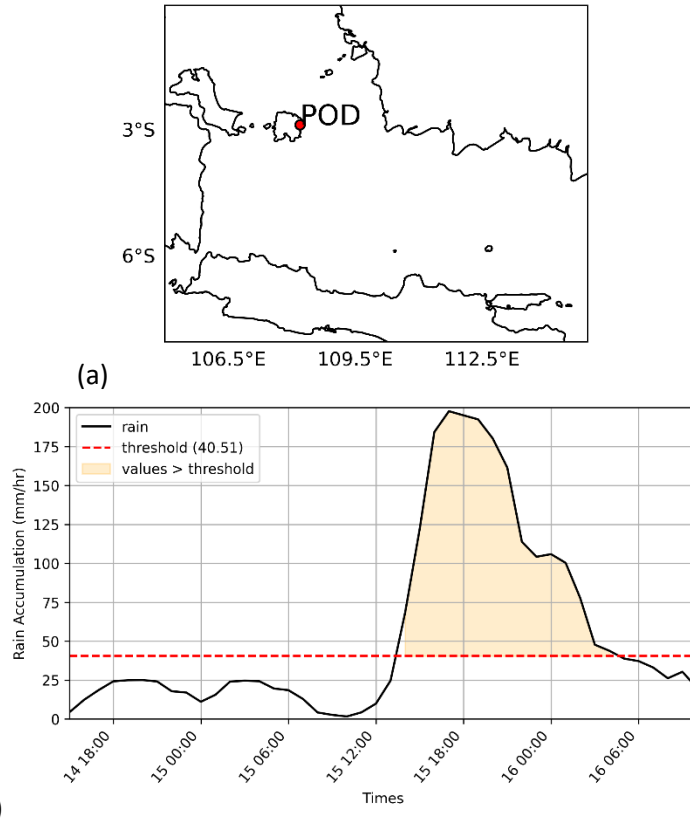 POD
3°S
6°S
106.5°E 109.5°E 112.5°E
(a)
200
175
150
125
100
75
50
25
0
Rain Accumulation (mm/hr)
rain
threshold (40.51)
values > threshold
14 18:00
15 00:00
15 06:00
15 12:00
15 18:00
16 00:00
16 06:00
Times
)